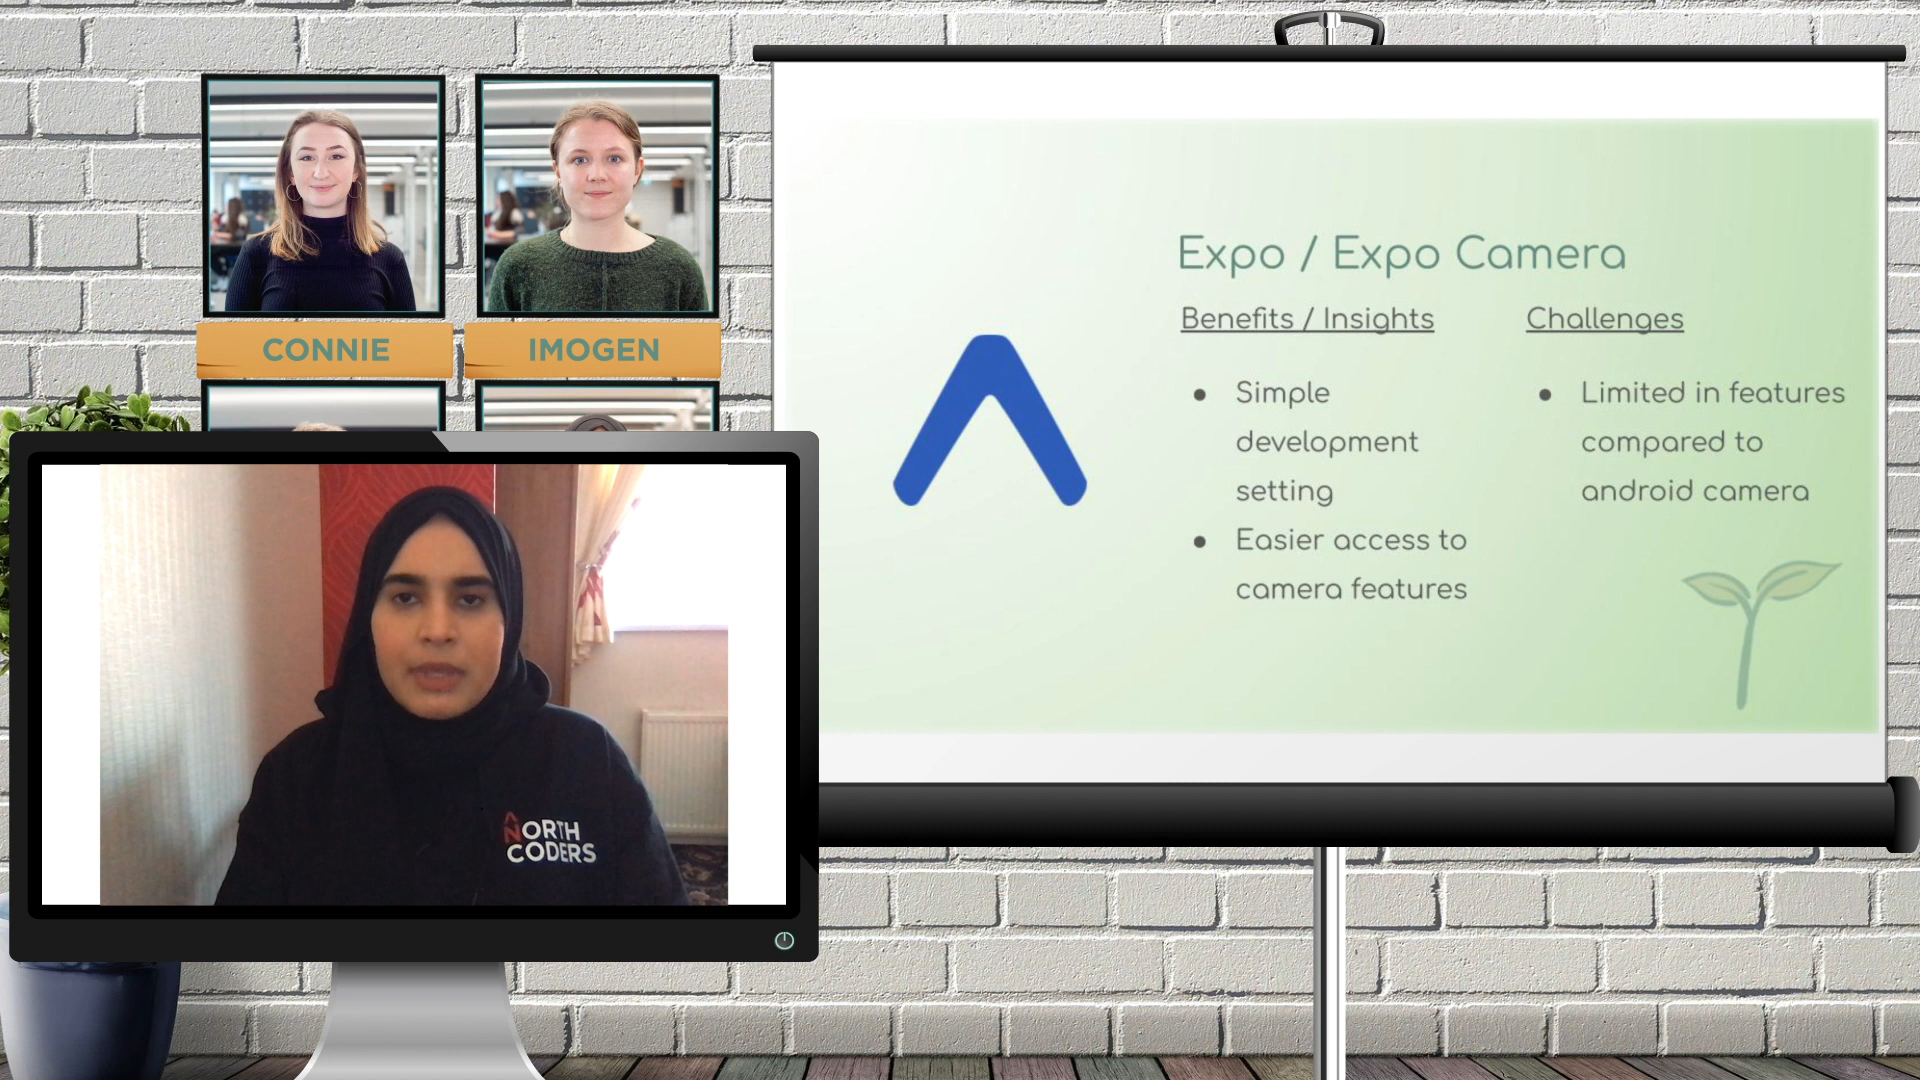 CONNIE
IMOGEN
Expo / Expo Camera
Benefits / Insights
Simple
development
setting
Easier access to
camera features
Challenges
Limited in features
compared to
android camera
NORTH
CODERS